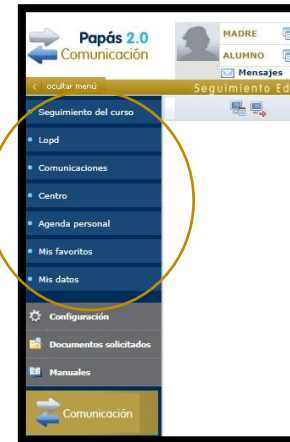 Papás 2.0
Comunicación
MADRE
ALUMNO
Mensajes
ocultar menú
Seguimiento Ed
Seguimiento del curso
Lopd
Comunicaciones
Centro
Agenda personal
Mis favoritos
Mis datos
Configuración
Documentos solicitados
Manuales
Comunicación